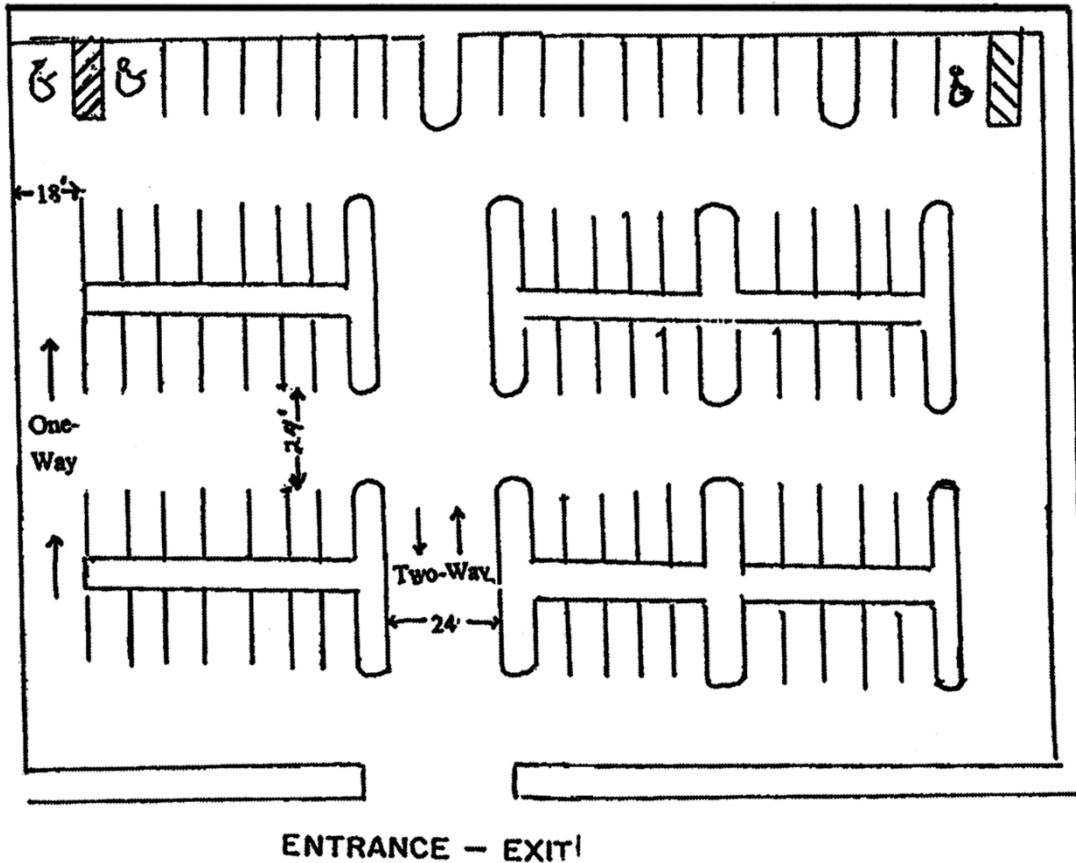 18'
One-
Way
24'
Two-Way
24'
ENTRANCE – EXIT